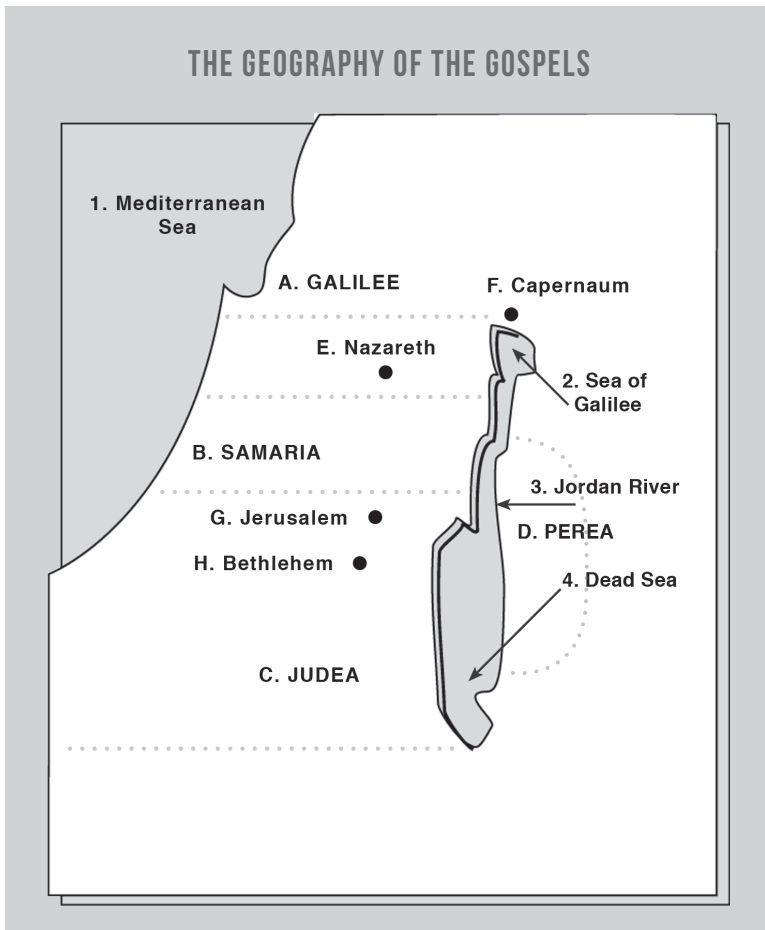 THE GEOGRAPHY OF THE GOSPELS
1. Mediterranean
Sea
A. GALILEE
F. Capernaum
E. Nazareth
2. Sea of
Galilee
B. SAMARIA
3. Jordan River
G. Jerusalem
D. PEREA
H. Bethlehem
4. Dead Sea
C. JUDEA